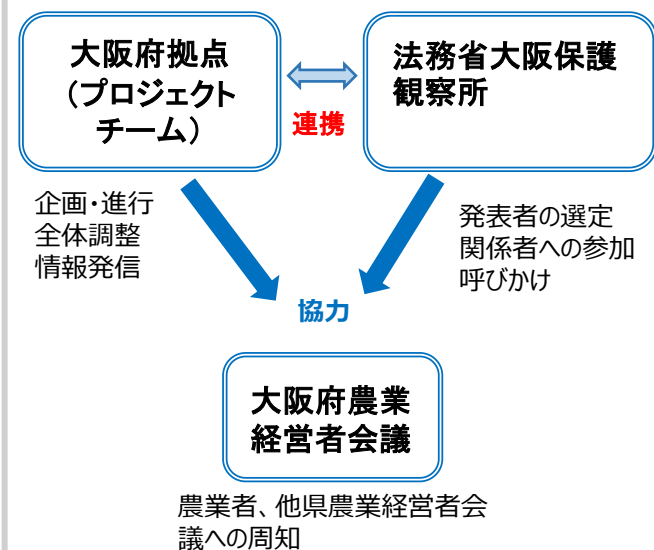 大阪府拠点
(プロジェクト
チーム)
連携
法務省大阪保護
観察所
企画・進行
全体調整
情報発信
発表者の選定
関係者への参加
呼びかけ
協力
大阪府農業
経営者会議
農業者、他県農業経営者会
議への周知